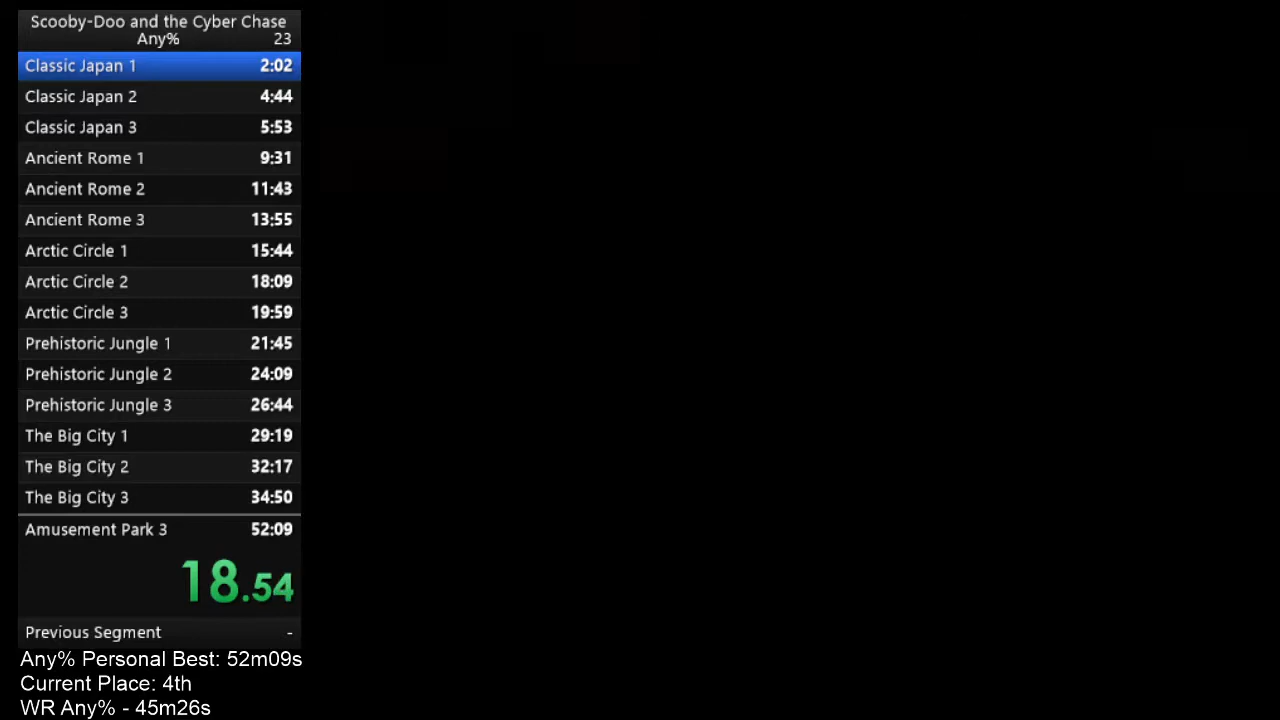 Scooby-Doo and the Cyber Chase
Any% 23
Classic Japan 1 2:02
Classic Japan 2 4:44
Classic Japan 3 5:53
Ancient Rome 1 9:31
Ancient Rome 2 11:43
Ancient Rome 3 13:55
Arctic Circle 1 15:44
Arctic Circle 2 18:09
Arctic Circle 3 19:59
Prehistoric Jungle 1 21:45
Prehistoric Jungle 2 24:09
Prehistoric Jungle 3 26:44
The Big City 1 29:19
The Big City 2 32:17
The Big City 3 34:50
Amusement Park 3 52:09
18.54
Previous Segment -
Any% Personal Best: 52m09s
Current Place: 4th
WR Any% - 45m26s